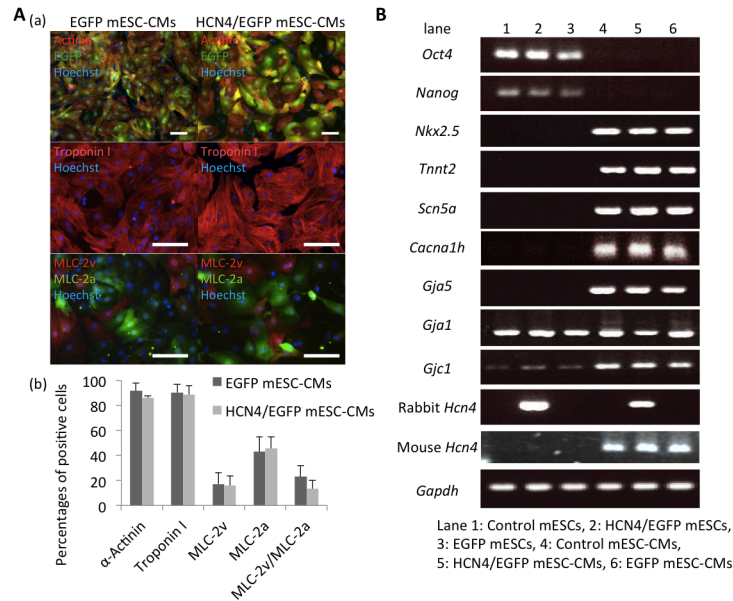 A
(a)
EGFP mESC-CMs
HCN4/EGFP mESC-CMs
Actinin
EGFP
Hoechst
Actinin
EGFP
Hoechst
Troponin I
Hoechst
Troponin I
Hoechst
MLC-2v
MLC-2a
Hoechst
MLC-2v
MLC-2a
Hoechst
(b)
Percentages of positive cells
100
80
60
40
20
0
EGFP mESC-CMs
HCN4/EGFP mESC-CMs
α-Actinin
Troponin I
MLC-2v
MLC-2a
MLC-2v/MLC-2a
B
lane 1 2 3 4 5 6
Oct4
Nanog
Nkx2.5
Tnnt2
Scn5a
Cacna1h
Gja5
Gja1
Gjc1
Rabbit Hcn4
Mouse Hcn4
Gapdh
Lane 1: Control mESCs, 2: HCN4/EGFP mESCs,
3: EGFP mESCs, 4: Control mESC-CMs,
5: HCN4/EGFP mESC-CMs, 6: EGFP mESC-CMs